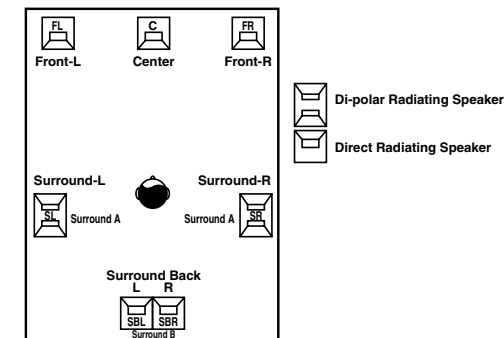 FL C FR
Front-L Center Front-R
Di-polar Radiating Speaker
Direct Radiating Speaker
Surround-L Surround-R
SL Surround A Surround A SR
Surround Back
L R
SBL SBR
Surround B